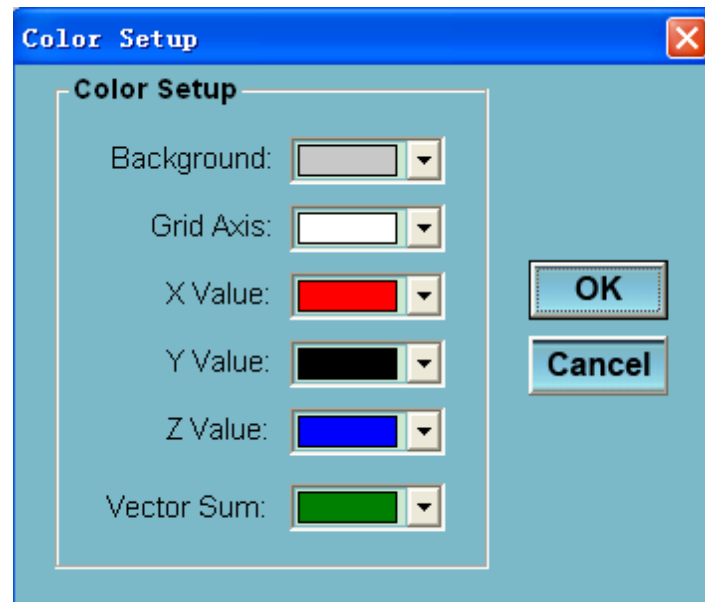 Color Setup
Color Setup
Background:
Grid Axis:
X Value:
Y Value:
Z Value:
Vector Sum:
OK
Cancel